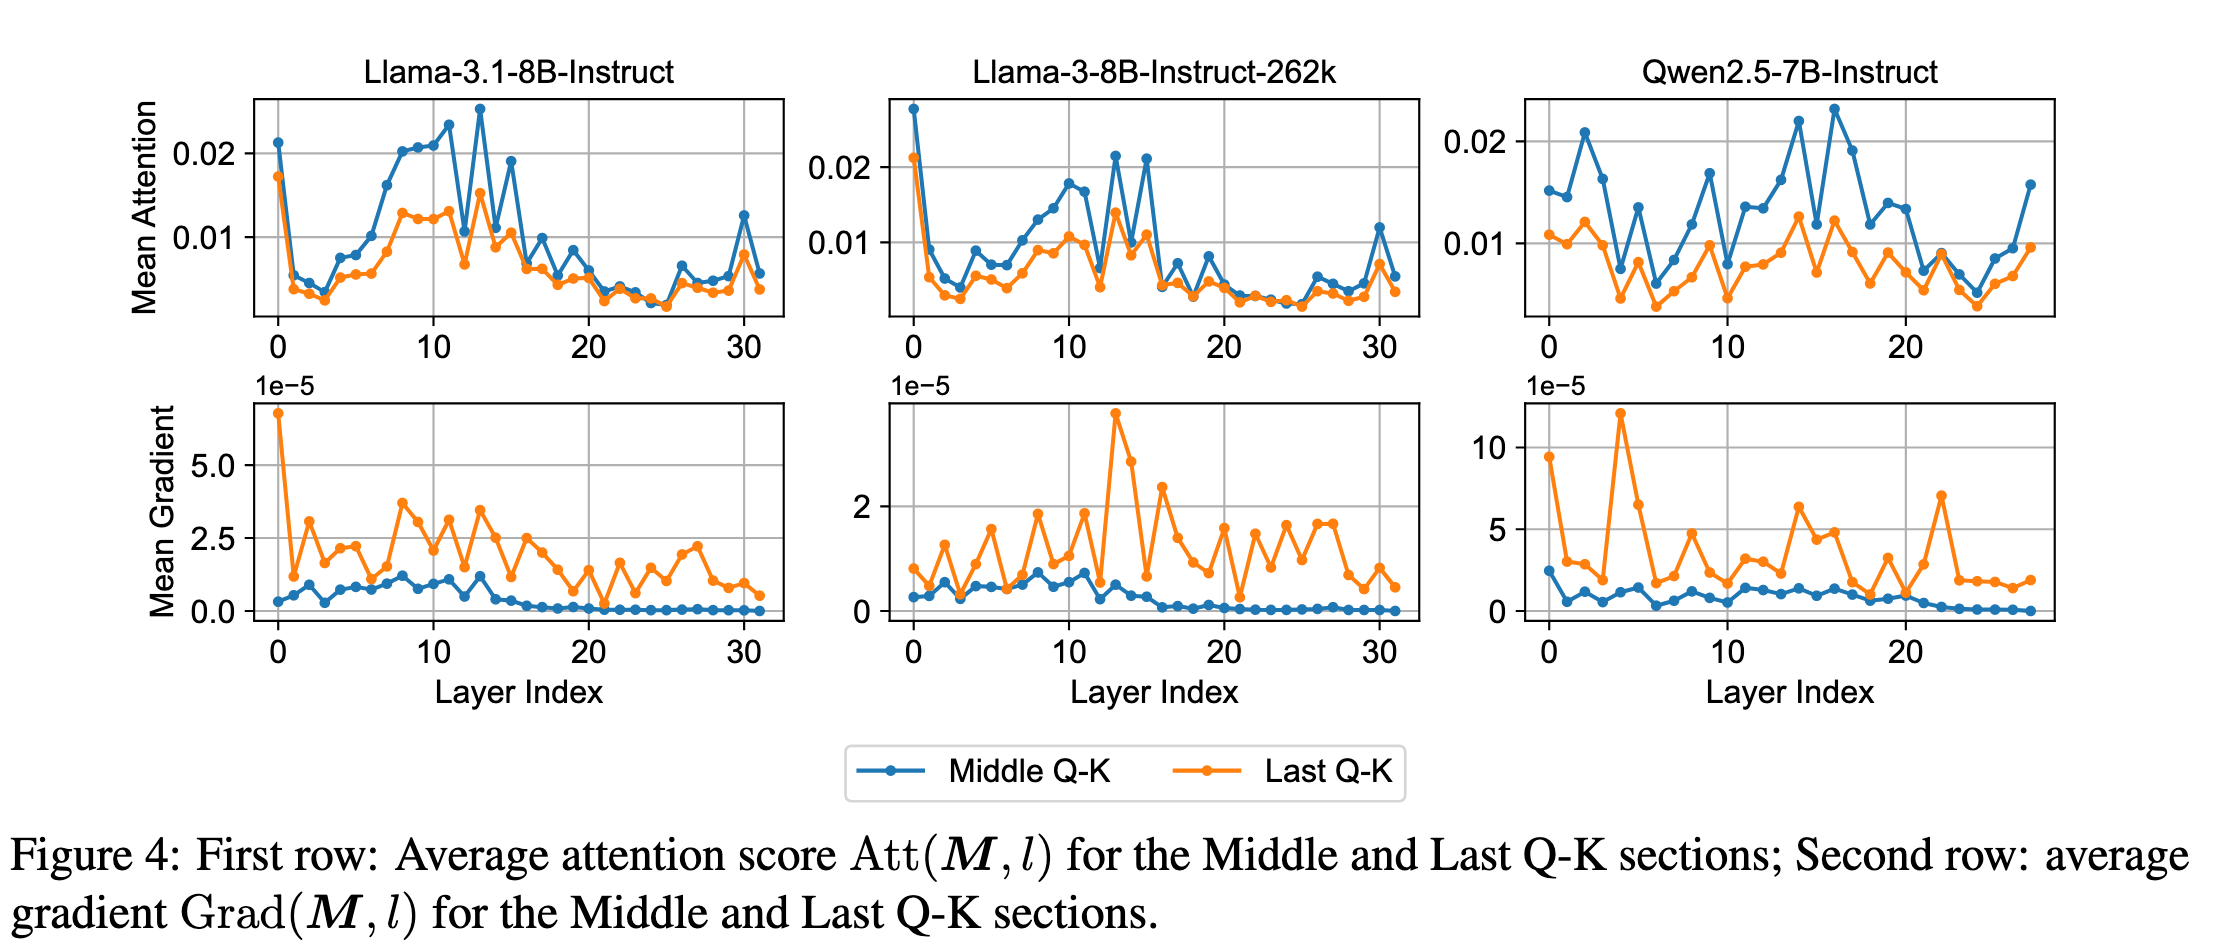 Llama-3.1-8B-Instruct
Llama-3-8B-Instruct-262k
Qwen2.5-7B-Instruct
Mean Attention
0.02
0.01
0 10 20 30
0.02
0.01
0 10 20 30
0.02
0.01
0 10 20
Mean Gradient
1e−5
5.0
2.5
0.0
0 10 20 30
Layer Index
1e−5
2
0
0 10 20 30
Layer Index
1e−5
10
5
0
0 10 20
Layer Index
Middle Q-K
Last Q-K
Figure 4: First row: Average attention score Att(M, l) for the Middle and Last Q-K sections; Second row: average
gradient Grad(M, l) for the Middle and Last Q-K sections.